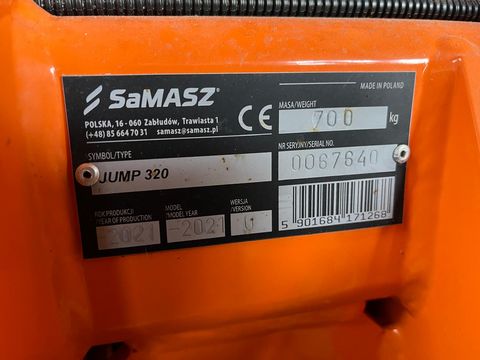 SaMASZ®
MADE IN POLAND
POLSKA, 16 - 060 Zabłudów, Trawiasta 1
(+48) 85 664 70 31 samasz@samasz.pl
CE
MASA/WEIGHT
700 kg
SYMBOL/TYPE
JUMP 320
NR SERYJNY/SERIAL NO.
0067640
ROK PRODUKCJI
/YEAR OF PRODUCTION
2021
MODEL
/MODEL YEAR
-2021
WERSJA
/VERSION
U
5 901684 171268